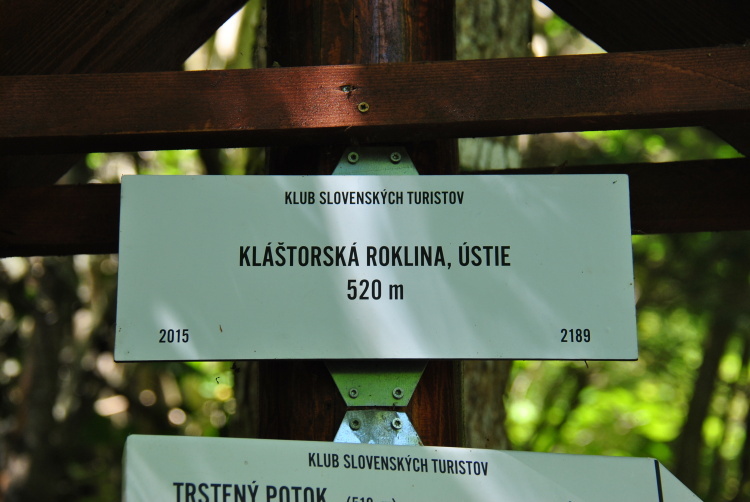 KLUB SLOVENSKÝCH TURISTOV
KLÁŠTORSKÁ ROKLINA, ÚSTIE
520 m
2015 2189
KLUB SLOVENSKÝCH TURISTOV
TRSTENÝ POTOK